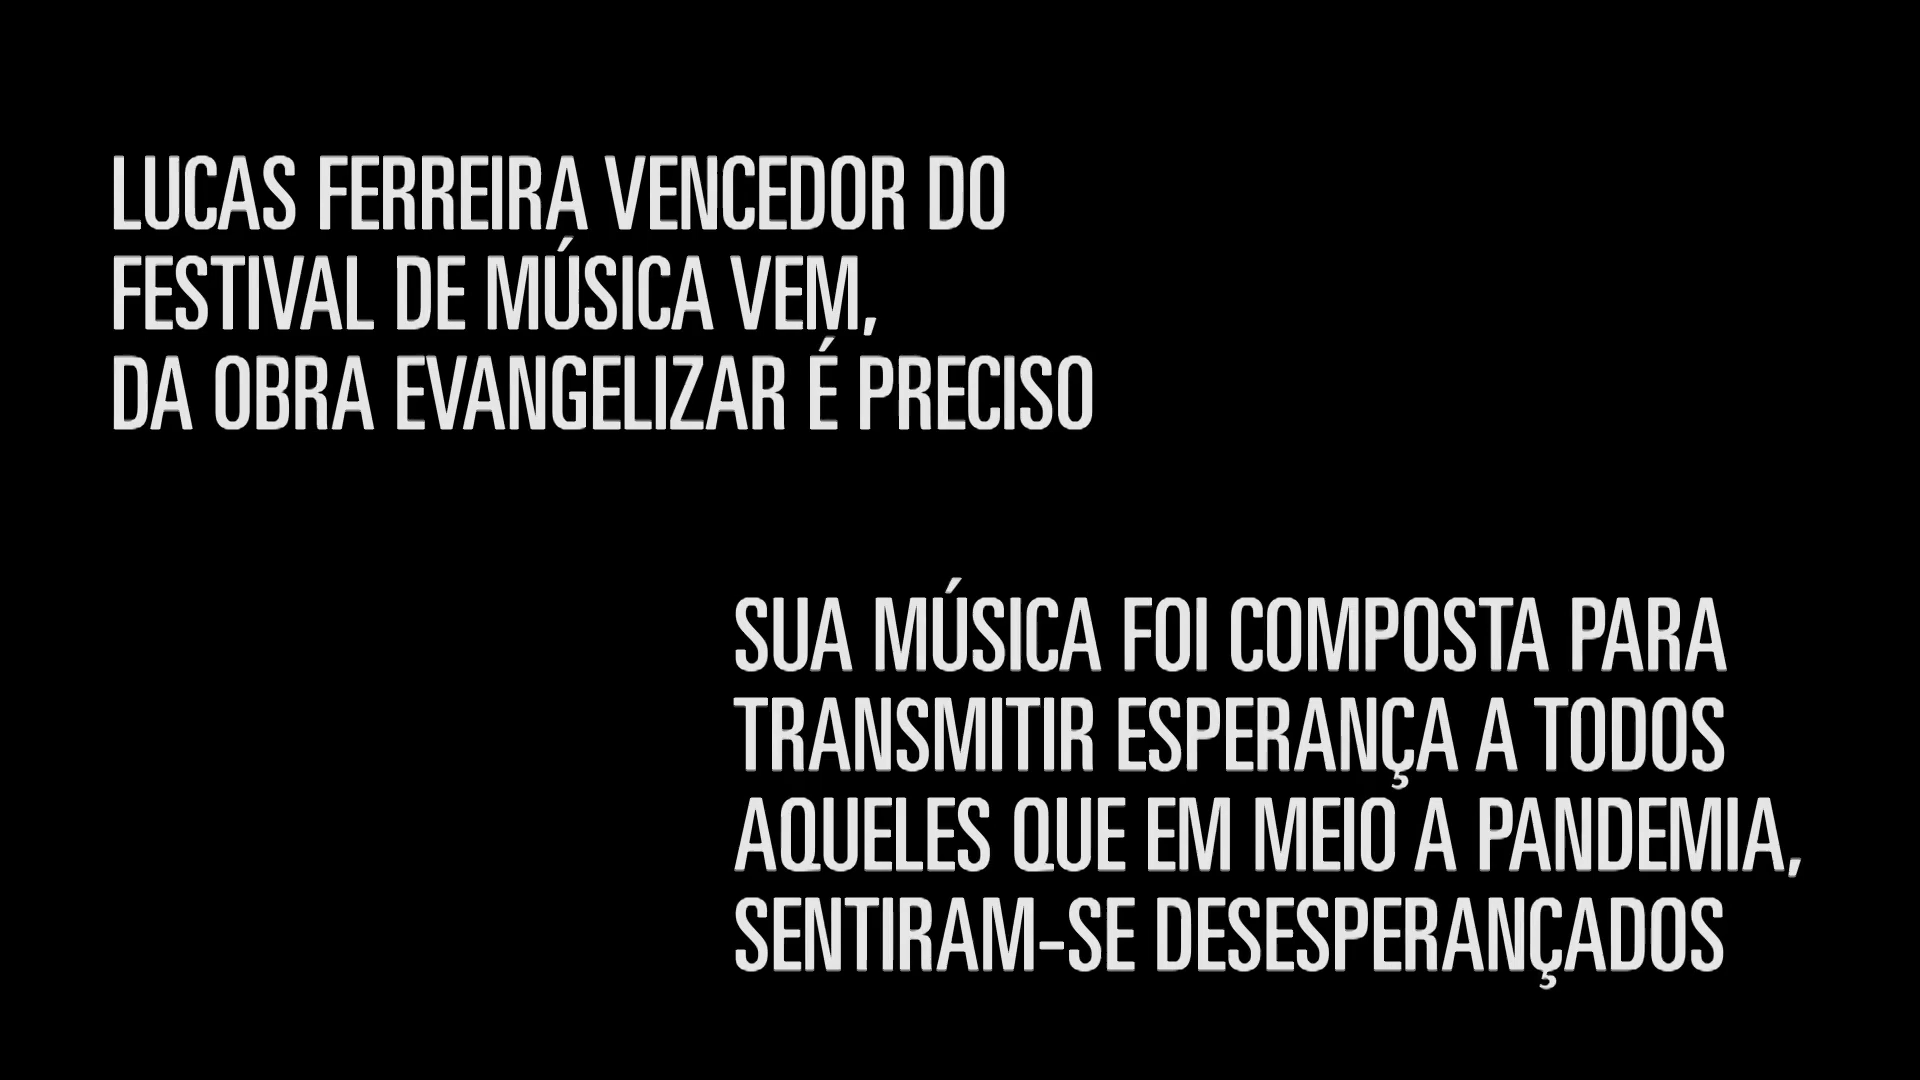 LUCAS FERREIRA VENCEDOR DO
FESTIVAL DE MÚSICA VEM,
DA OBRA EVANGELIZAR É PRECISO
SUA MÚSICA FOI COMPOSTA PARA
TRANSMITIR ESPERANÇA A TODOS
AQUELES QUE EM MEIO A PANDEMIA,
SENTIRAM-SE DESESPERANÇADOS